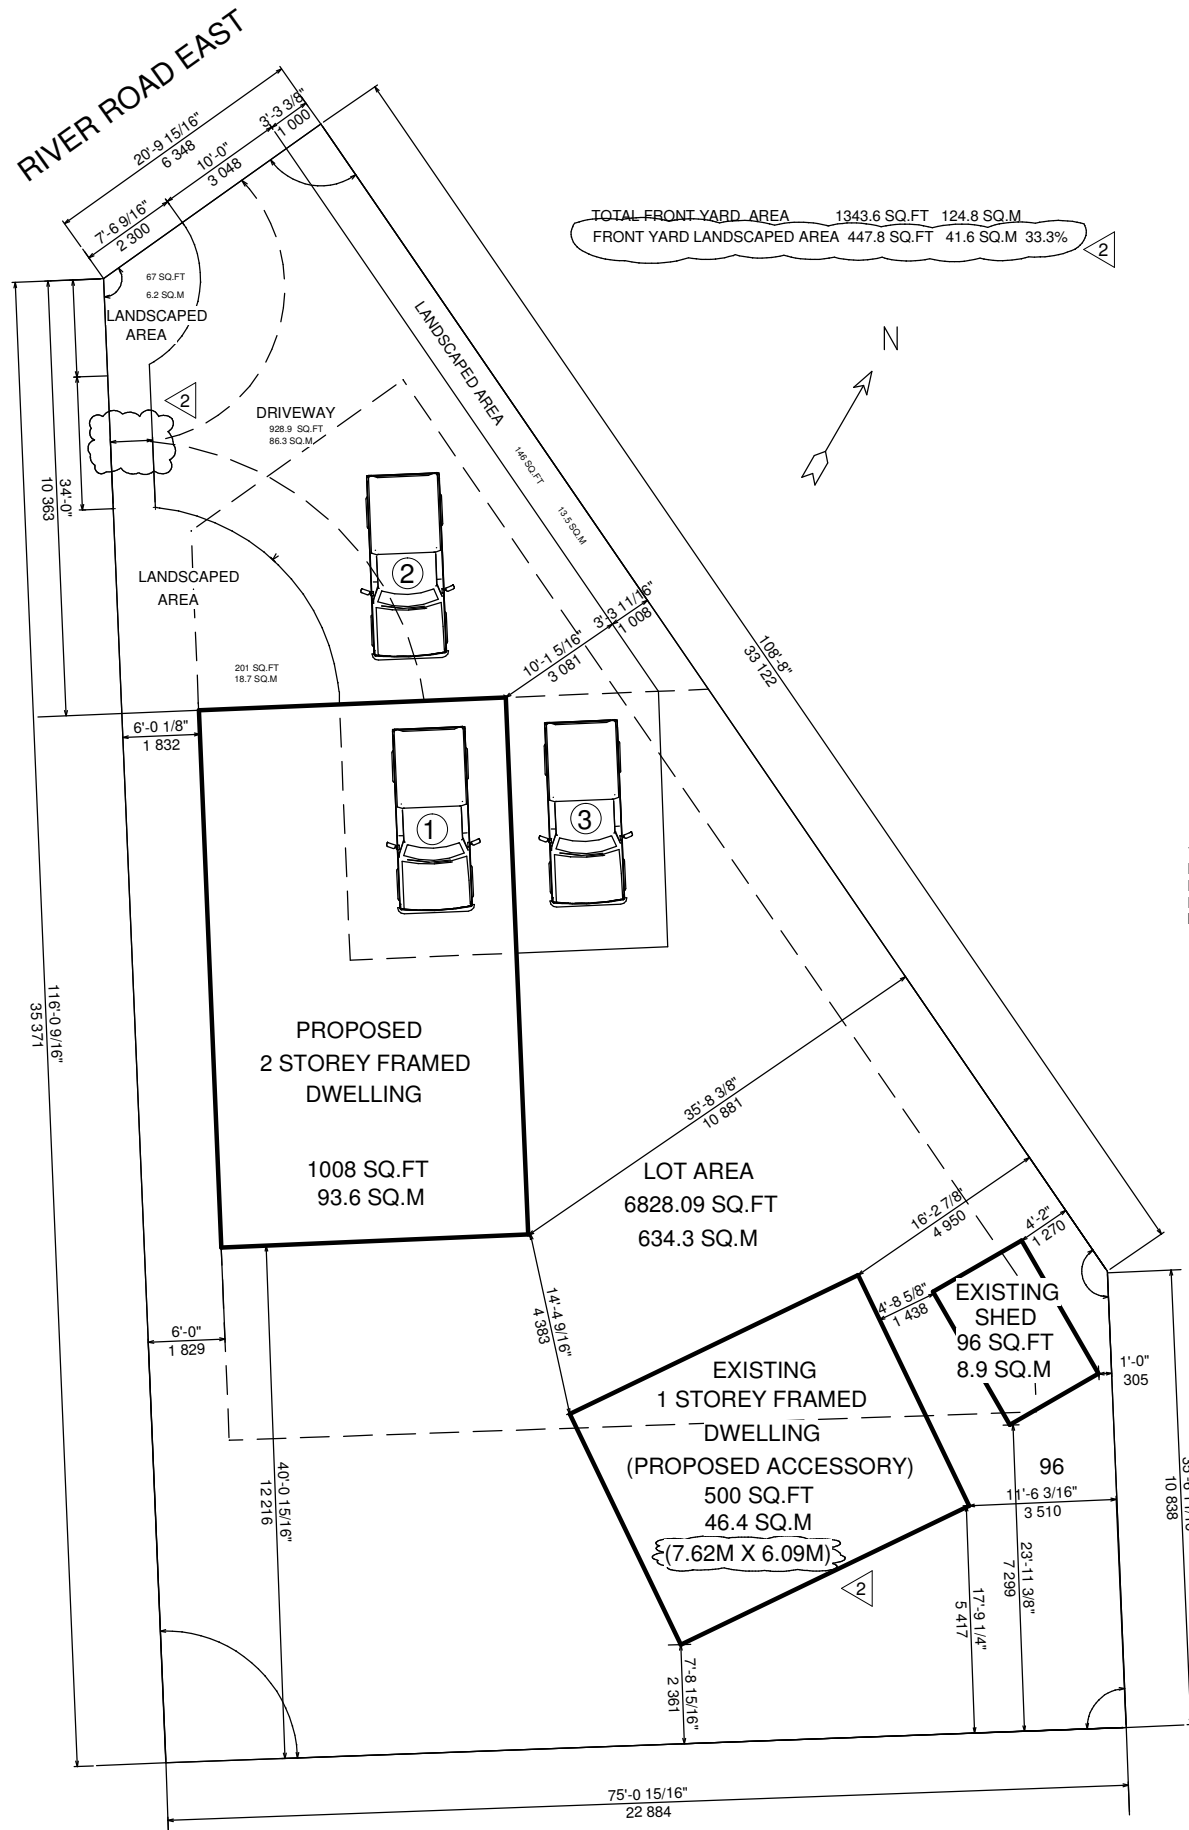 RIVER ROAD EAST
20'-9 15/16"
6 348
3'-3 3/8"
1 000
10'-0"
3 048
7'-6 9/16"
2 300
TOTAL FRONT YARD AREA 1343.6 SQ.FT 124.8 SQ.M
FRONT YARD LANDSCAPED AREA 447.8 SQ.FT 41.6 SQ.M 33.3%
2
67 SQ.FT
6.2 SQ.M
LANDSCAPED
AREA
N
LANDSCAPED AREA
146 SQ.FT
13.5 SQ.M
2
DRIVEWAY
928.9 SQ.FT
86.3 SQ.M
34'-0"
10 363
2
LANDSCAPED
AREA
201 SQ.FT
18.7 SQ.M
3'-3 11/16"
1 008
10'-1 5/16"
3 081
108'-8"
33 122
6'-0 1/8"
1 832
1
3
116'-0 9/16"
35 371
PROPOSED
2 STOREY FRAMED
DWELLING
1008 SQ.FT
93.6 SQ.M
35'-8 3/8"
10 881
LOT AREA
6828.09 SQ.FT
634.3 SQ.M
16'-2 7/8"
4 950
4'-2"
1 270
14'-4 9/16"
4 383
4'-8 5/8"
1 438
EXISTING
SHED
96 SQ.FT
8.9 SQ.M
6'-0"
1 829
1'-0"
305
EXISTING
1 STOREY FRAMED
DWELLING
(PROPOSED ACCESSORY)
500 SQ.FT
46.4 SQ.M
(7.62M X 6.09M)
2
96
11'-6 3/16"
3 510
10 838
40'-0 15/16"
12 216
23'-11 3/8"
7 299
17'-9 1/4"
5 417
7'-8 15/16"
2 361
75'-0 15/16"
22 884